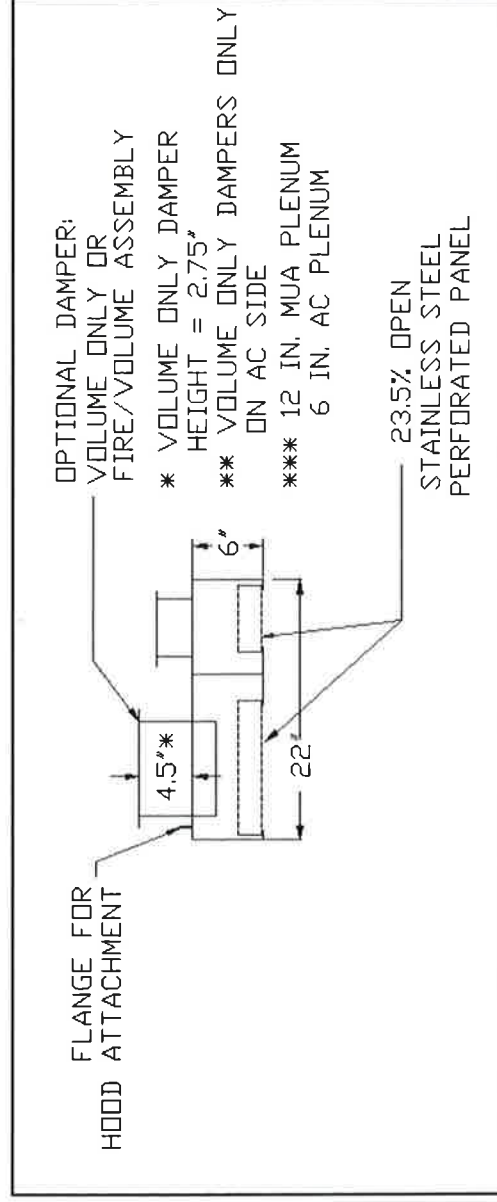 FLANGE FOR
HOOD ATTACHMENT
OPTIONAL DAMPER:
VOLUME ONLY OR
FIRE/VOLUME ASSEMBLY
* VOLUME ONLY DAMPER
HEIGHT = 2.75"
** VOLUME ONLY DAMPERS ONLY
ON AC SIDE
*** 12 IN. MUA PLENUM
6 IN. AC PLENUM
4.5"*
6"
22"
23.5% OPEN
STAINLESS STEEL
PERFORATED PANEL